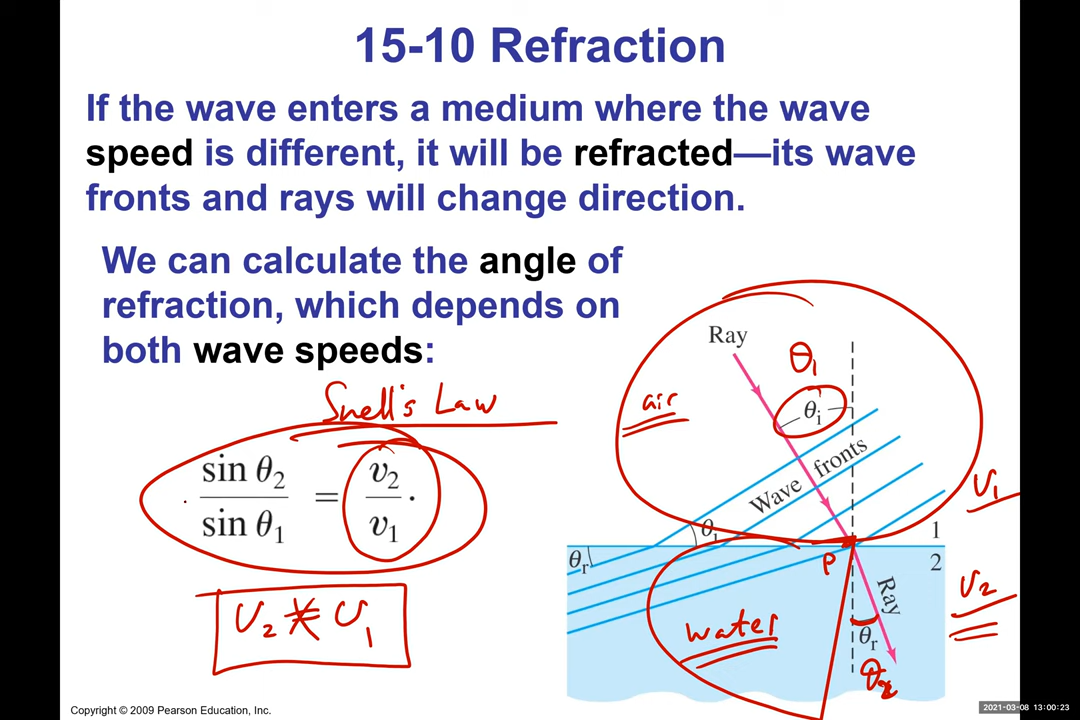 15-10 Refraction
If the wave enters a medium where the wave
speed is different, it will be refracted—its wave
fronts and rays will change direction.
We can calculate the angle of
refraction, which depends on
both wave speeds:
Snell's Law
sin θ2
sin θ1
=
v2
v1
.
Ray
θ1
air
θi
Wave fronts
v1
θi
1
θr
P
2
v2
Ray
water
θr
θ2
Copyright © 2009 Pearson Education, Inc.
2021-03-08 13:00:23